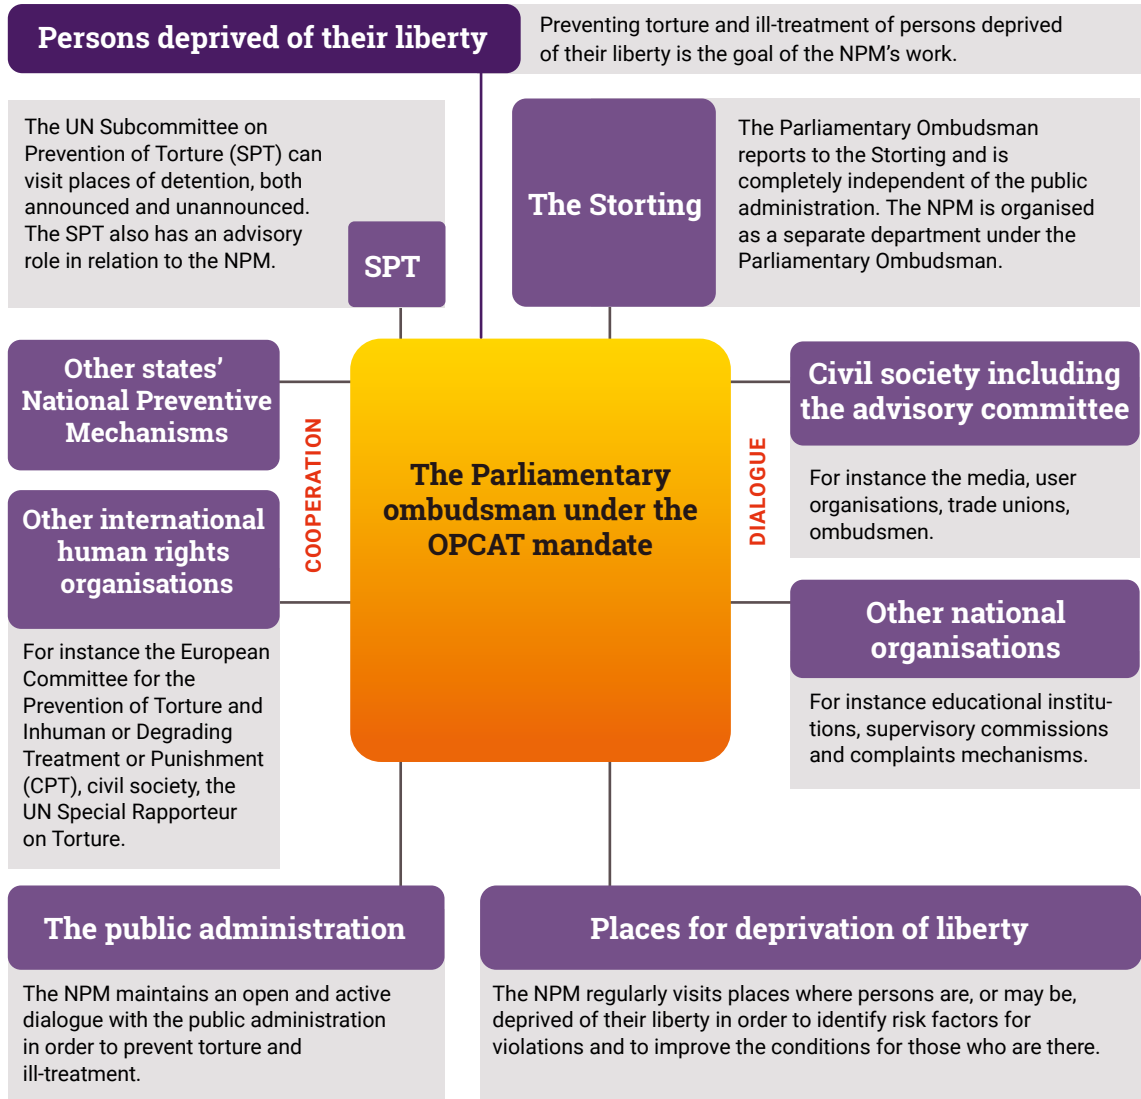 Persons deprived of their liberty
Preventing torture and ill-treatment of persons deprived
of their liberty is the goal of the NPM’s work.
The UN Subcommittee on
Prevention of Torture (SPT) can
visit places of detention, both
announced and unannounced.
The SPT also has an advisory
role in relation to the NPM.
SPT
The Storting
The Parliamentary Ombudsman
reports to the Storting and is
completely independent of the public
administration. The NPM is organised
as a separate department under the
Parliamentary Ombudsman.
Other states’
National Preventive
Mechanisms
Other international
human rights
organisations
For instance the European
Committee for the
Prevention of Torture and
Inhuman or Degrading
Treatment or Punishment
(CPT), civil society, the
UN Special Rapporteur
on Torture.
COOPERATION
The Parliamentary
ombudsman under the
OPCAT mandate
DIALOGUE
Civil society including
the advisory committee
For instance the media, user
organisations, trade unions,
ombudsmen.
Other national
organisations
For instance educational institu-
tions, supervisory commissions
and complaints mechanisms.
The public administration
The NPM maintains an open and active
dialogue with the public administration
in order to prevent torture and
ill-treatment.
Places for deprivation of liberty
The NPM regularly visits places where persons are, or may be,
deprived of their liberty in order to identify risk factors for
violations and to improve the conditions for those who are there.